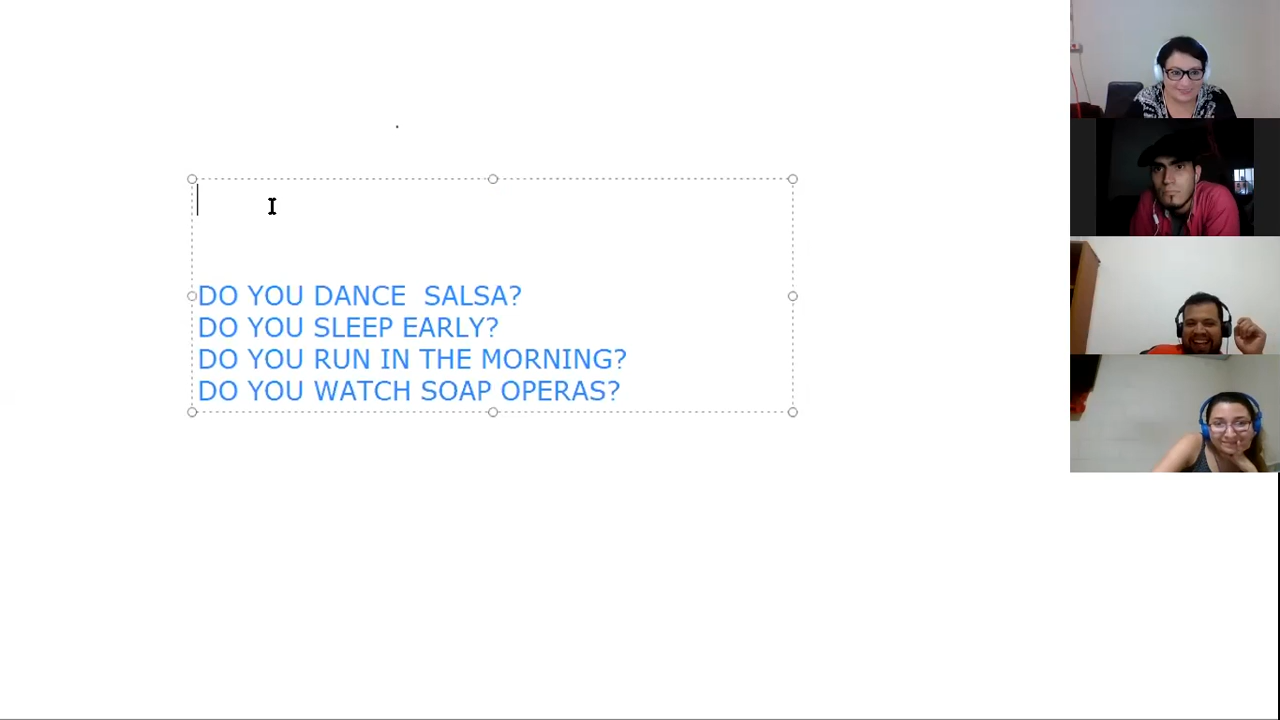 DO YOU DANCE  SALSA?
DO YOU SLEEP EARLY?
DO YOU RUN IN THE MORNING?
DO YOU WATCH SOAP OPERAS?